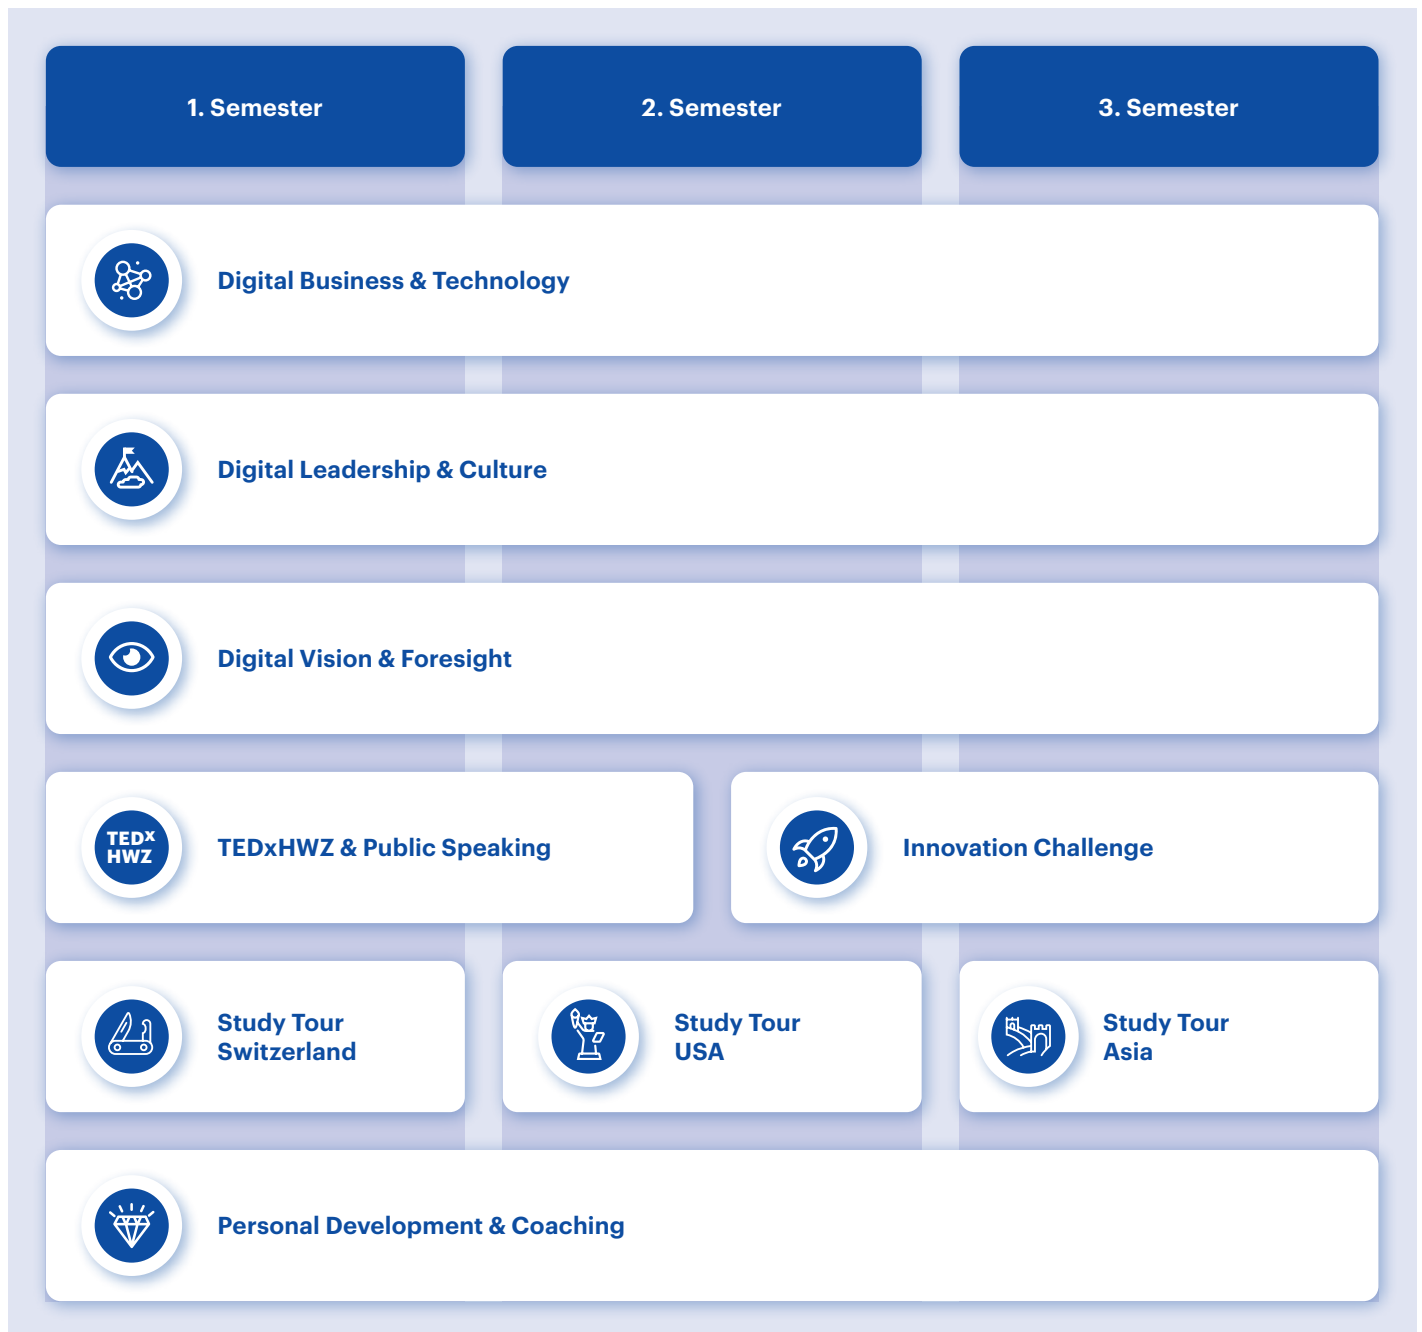 1. Semester
2. Semester
3. Semester
Digital Business & Technology
Digital Leadership & Culture
Digital Vision & Foresight
TEDx
HWZ
TEDxHWZ & Public Speaking
Innovation Challenge
Study Tour
Switzerland
Study Tour
USA
Study Tour
Asia
Personal Development & Coaching